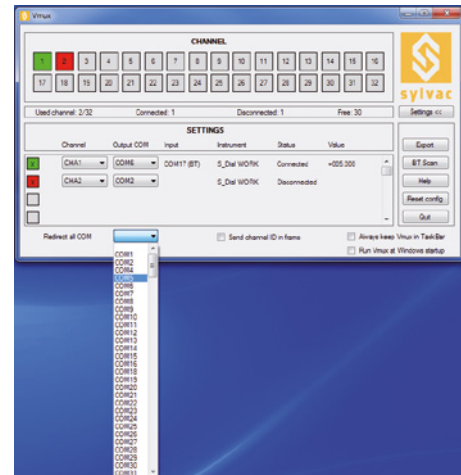 Vmux
CHANNEL
1 2 3 4 5 6 7 8 9 10 11 12 13 14 15 16
17 18 19 20 21 22 23 24 25 26 27 28 29 30 31 32
sylvac
Used channel: 2/32 Connected: 1 Disconnected: 1 Free: 30 Settings <<
SETTINGS
Channel Output COM Input Instrument Status Value
CHA1 COM6 COM17 (BT) S_Dial WORK Connected +005.300
CHA2 COM2 S_Dial WORK Disconnected
Export
BT Scan
Help
Reset config.
Quit
Redirect all COM Send channel ID in frame Always keep Vmux in TaskBar
Run Vmux at Windows startup
COM1
COM2
COM4
COM5
COM6
COM7
COM8
COM9
COM10
COM11
COM12
COM13
COM14
COM15
COM16
COM18
COM19
COM20
COM21
COM22
COM23
COM24
COM25
COM26
COM27
COM28
COM29
COM30
COM31